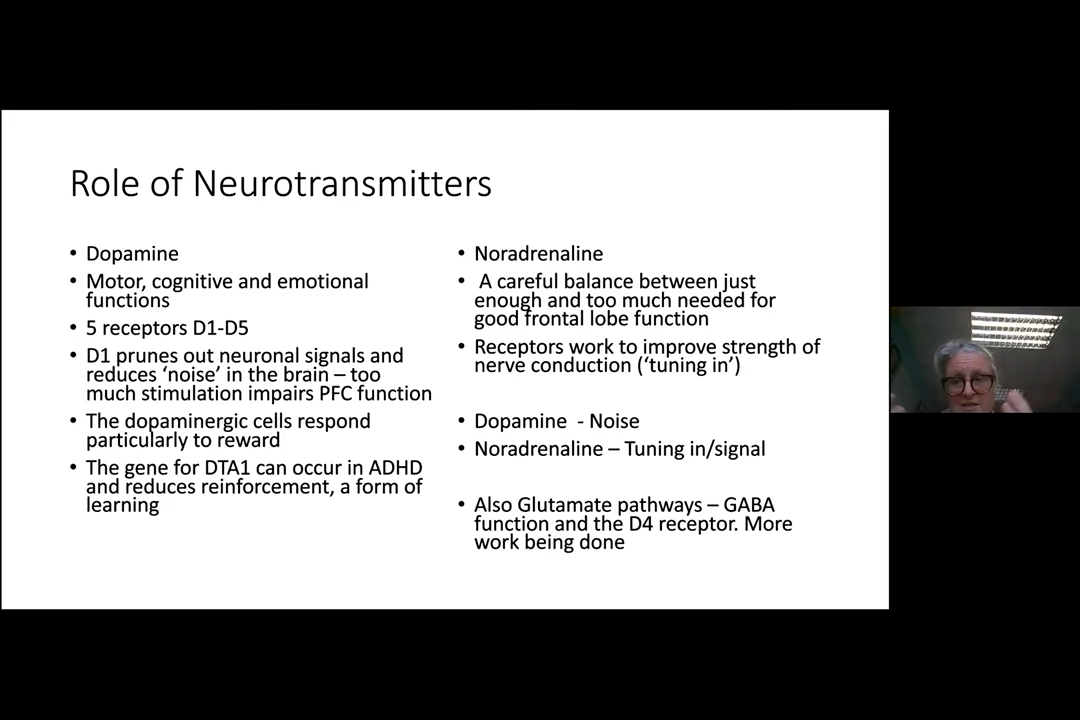 Role of Neurotransmitters
• Dopamine
• Motor, cognitive and emotional
functions
• 5 receptors D1-D5
• D1 prunes out neuronal signals and
reduces ‘noise’ in the brain – too
much stimulation impairs PFC function
• The dopaminergic cells respond
particularly to reward
• The gene for DTA1 can occur in ADHD
and reduces reinforcement, a form of
learning
• Noradrenaline
• A careful balance between just
enough and too much needed for
good frontal lobe function
• Receptors work to improve strength of
nerve conduction (‘tuning in’)
• Dopamine - Noise
• Noradrenaline – Tuning in/signal
• Also Glutamate pathways – GABA
function and the D4 receptor. More
work being done